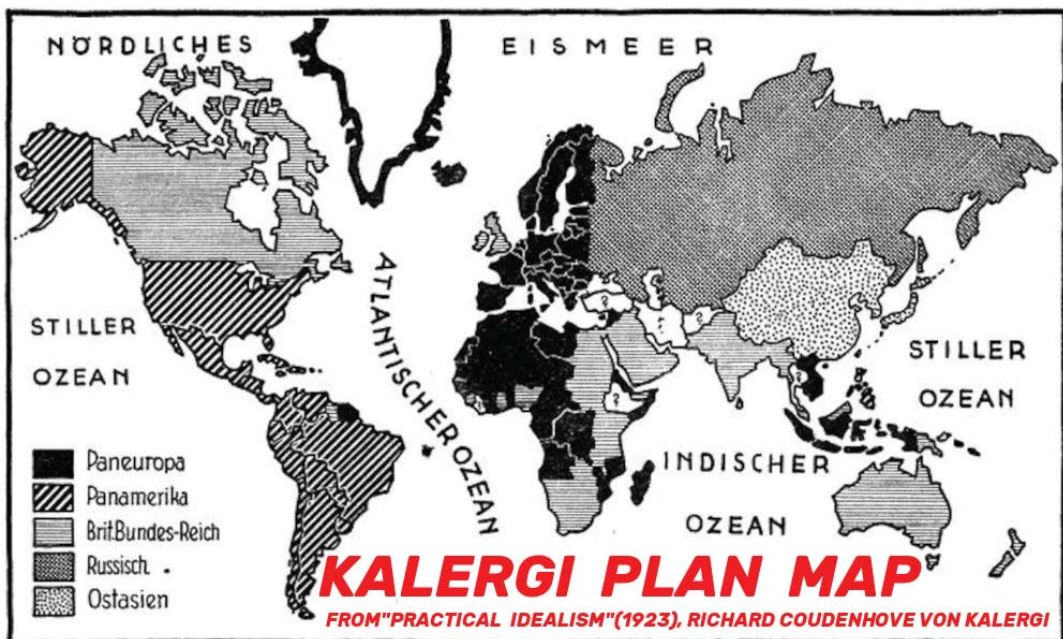 NÖRDLICHES EISMEER
ATLANTISCHER OZEAN
STILLER
OZEAN
STILLER
OZEAN
INDISCHER
OZEAN
?
?
?
?
?
Paneuropa
Panamerika
Brit.Bundes-Reich
Russisch
Ostasien
KALERGI PLAN MAP
FROM"PRACTICAL IDEALISM"(1923), RICHARD COUDENHOVE VON KALERGI